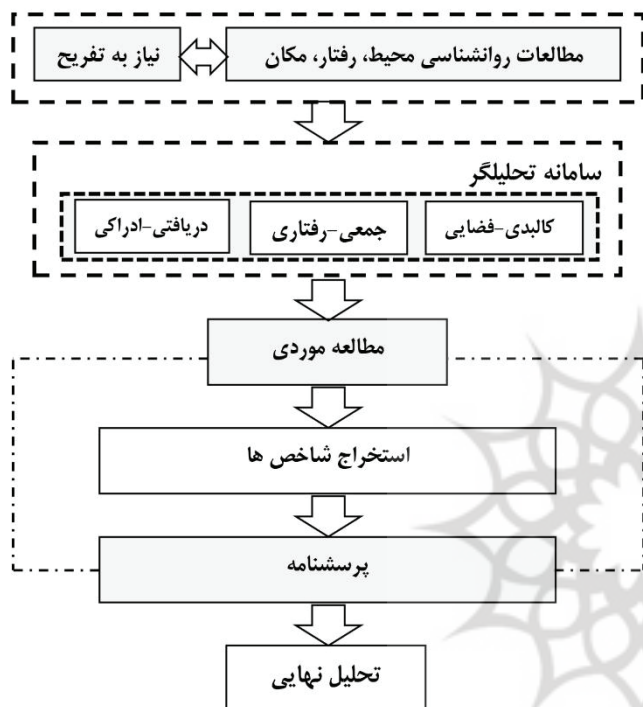 مطالعات روانشناسی محیط، رفتار، مکان
نیاز به تفریح
سامانه تحلیلگر
کالبدی-فضایی
جمعی-رفتاری
دریافتی-ادراکی
مطالعه موردی
استخراج شاخص ها
پرسشنامه
تحلیل نهایی